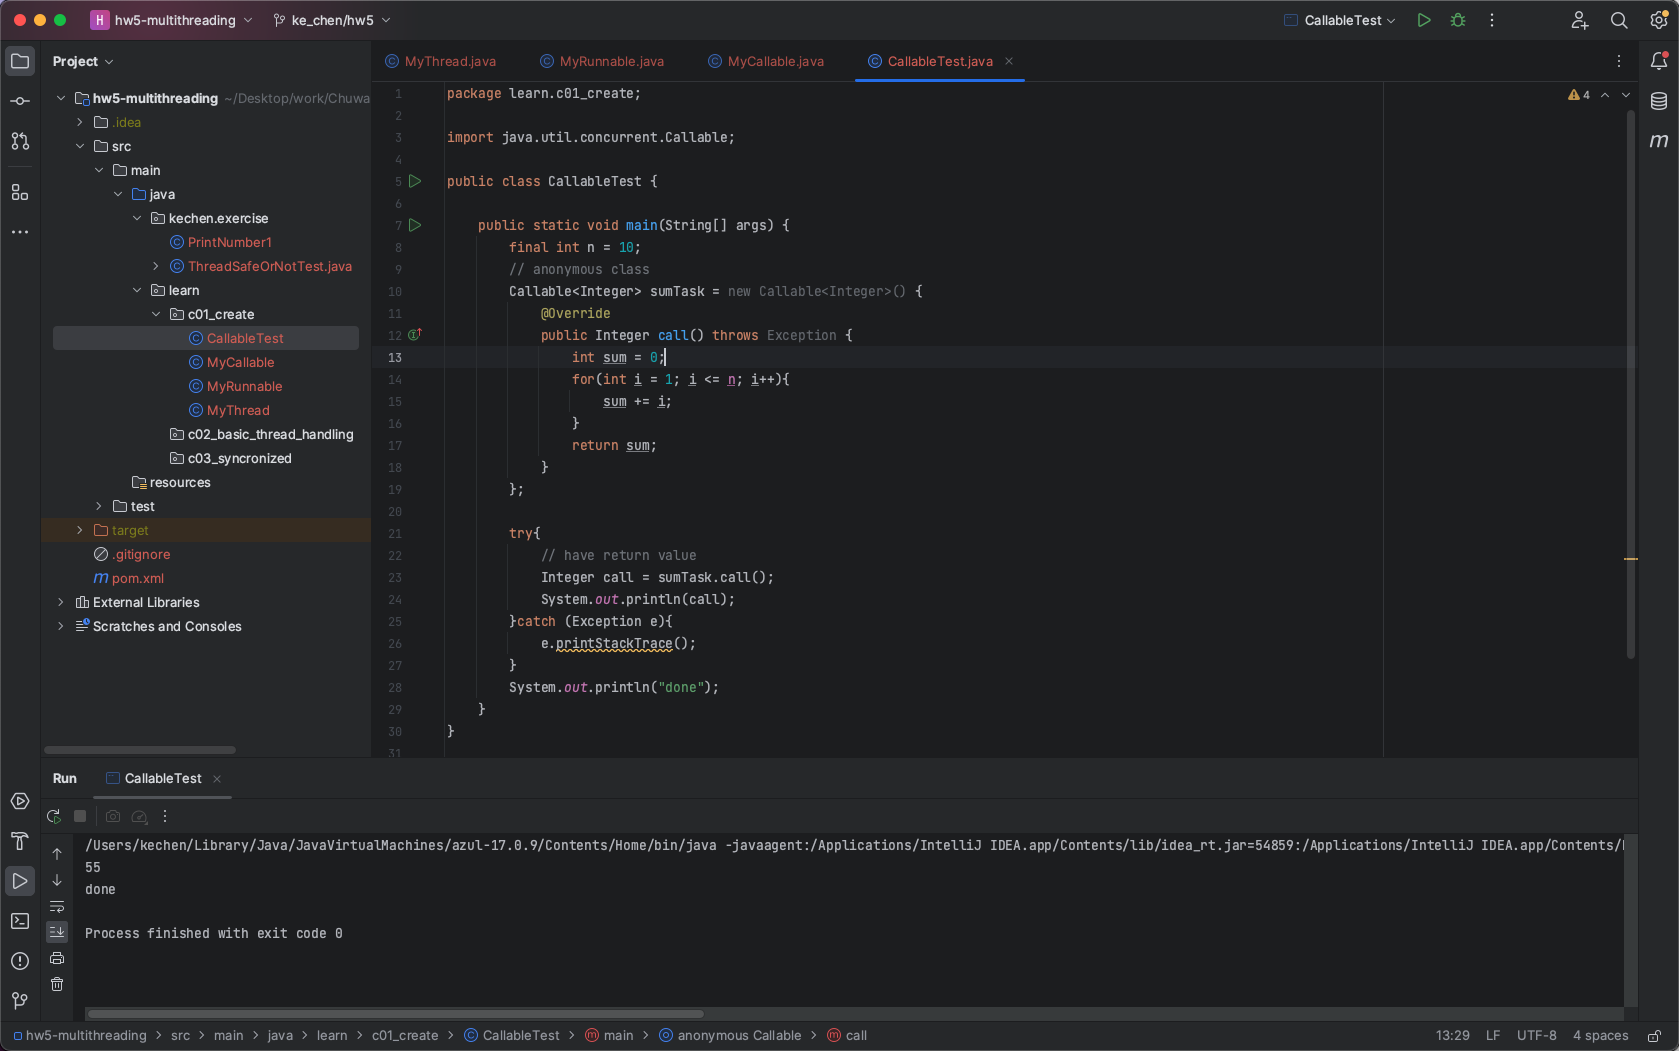 H hw5-multithreading ke_chen/hw5 CallableTest
Project
hw5-multithreading ~/Desktop/work/Chuwa
.idea
src
main
java
kechen.exercise
PrintNumber1
ThreadSafeOrNotTest.java
learn
c01_create
CallableTest
MyCallable
MyRunnable
MyThread
c02_basic_thread_handling
c03_syncronized
resources
test
target
.gitignore
pom.xml
External Libraries
Scratches and Consoles
MyThread.java MyRunnable.java MyCallable.java CallableTest.java
4
1 package learn.c01_create;
2
3 import java.util.concurrent.Callable;
4
5 public class CallableTest {
6
7 public static void main(String[] args) {
8 final int n = 10;
9 // anonymous class
10 Callable<Integer> sumTask = new Callable<Integer>() {
11 @Override
12 public Integer call() throws Exception {
13 int sum = 0;
14 for(int i = 1; i <= n; i++){
15 sum += i;
16 }
17 return sum;
18 }
19 };
20
21 try{
22 // have return value
23 Integer call = sumTask.call();
24 System.out.println(call);
25 }catch (Exception e){
26 e.printStackTrace();
27 }
28 System.out.println("done");
29 }
30 }
31
Run CallableTest
/Users/kechen/Library/Java/JavaVirtualMachines/azul-17.0.9/Contents/Home/bin/java -javaagent:/Applications/IntelliJ IDEA.app/Contents/lib/idea_rt.jar=54859:/Applications/IntelliJ IDEA.app/Contents/
55
done
Process finished with exit code 0
hw5-multithreading > src > main > java > learn > c01_create > CallableTest > main > anonymous Callable > call 13:29 LF UTF-8 4 spaces